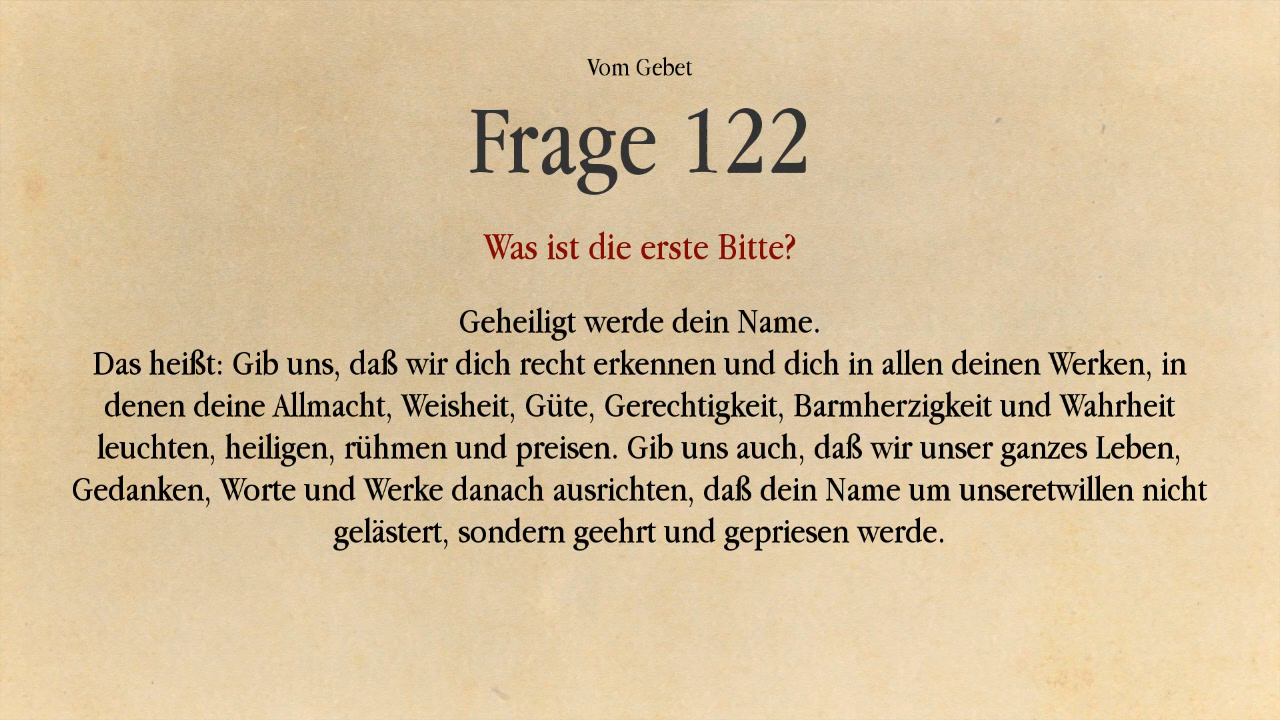 Vom Gebet
Frage 122
Was ist die erste Bitte?
Geheiligt werde dein Name.
Das heißt: Gib uns, daß wir dich recht erkennen und dich in allen deinen Werken, in
denen deine Allmacht, Weisheit, Güte, Gerechtigkeit, Barmherzigkeit und Wahrheit
leuchten, heiligen, rühmen und preisen. Gib uns auch, daß wir unser ganzes Leben,
Gedanken, Worte und Werke danach ausrichten, daß dein Name um unseretwillen nicht
gelästert, sondern geehrt und gepriesen werde.